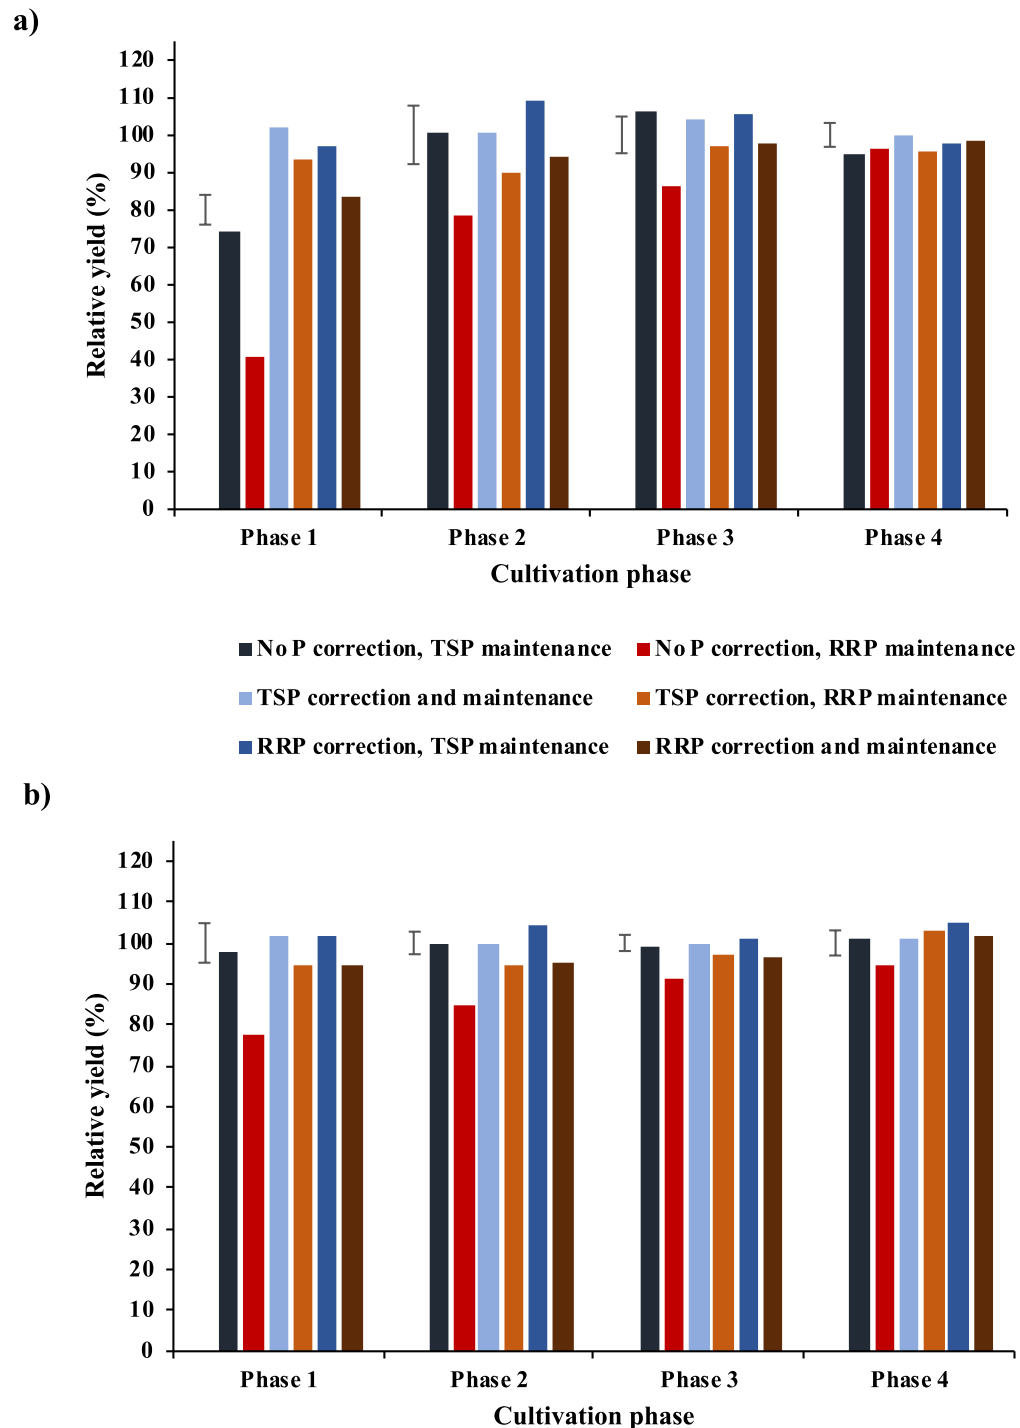 a)
Relative yield (%)
120
110
100
90
80
70
60
50
40
30
20
10
0
Phase 1 Phase 2 Phase 3 Phase 4
Cultivation phase
No P correction, TSP maintenance No P correction, RRP maintenance
TSP correction and maintenance TSP correction, RRP maintenance
RRP correction, TSP maintenance RRP correction and maintenance
b)
Relative yield (%)
120
110
100
90
80
70
60
50
40
30
20
10
0
Phase 1 Phase 2 Phase 3 Phase 4
Cultivation phase